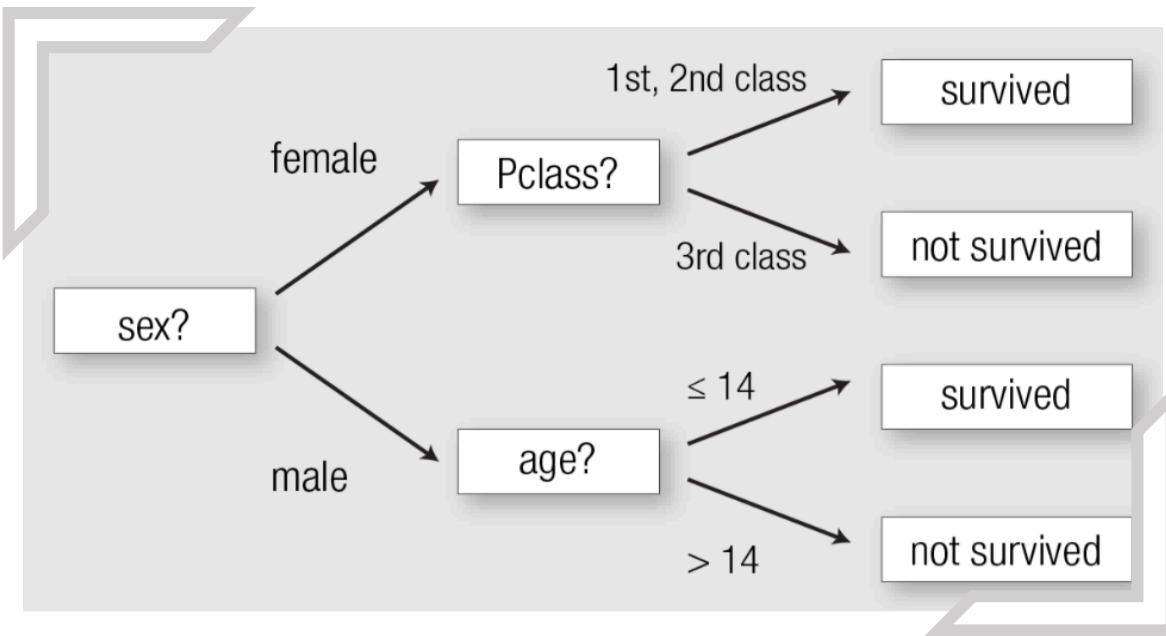 1st, 2nd class
survived
female
Pclass?
3rd class
not survived
sex?
≤ 14
survived
male
age?
> 14
not survived